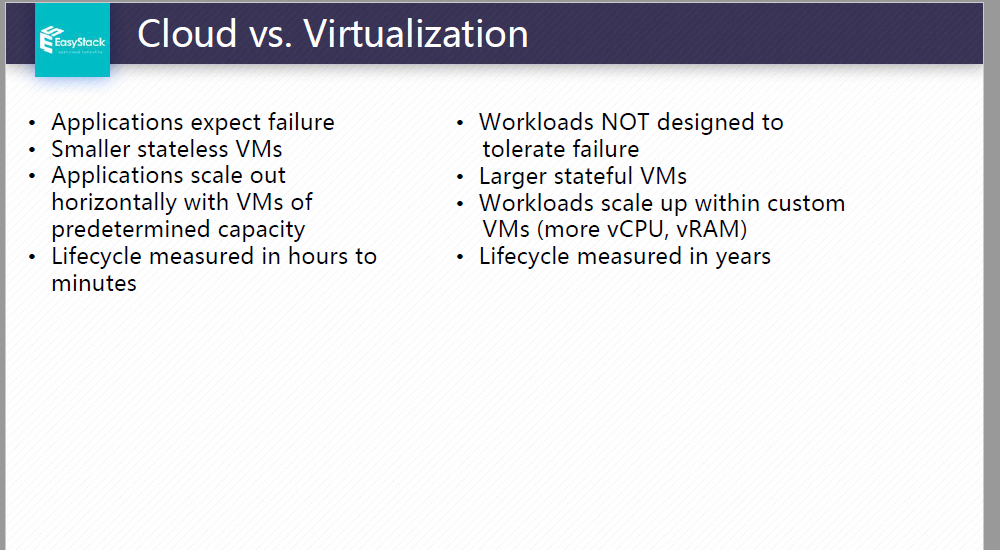 EasyStack
Cloud vs. Virtualization
• Applications expect failure
• Smaller stateless VMs
• Applications scale out
horizontally with VMs of
predetermined capacity
• Lifecycle measured in hours to
minutes
• Workloads NOT designed to
tolerate failure
• Larger stateful VMs
• Workloads scale up within custom
VMs (more vCPU, vRAM)
• Lifecycle measured in years